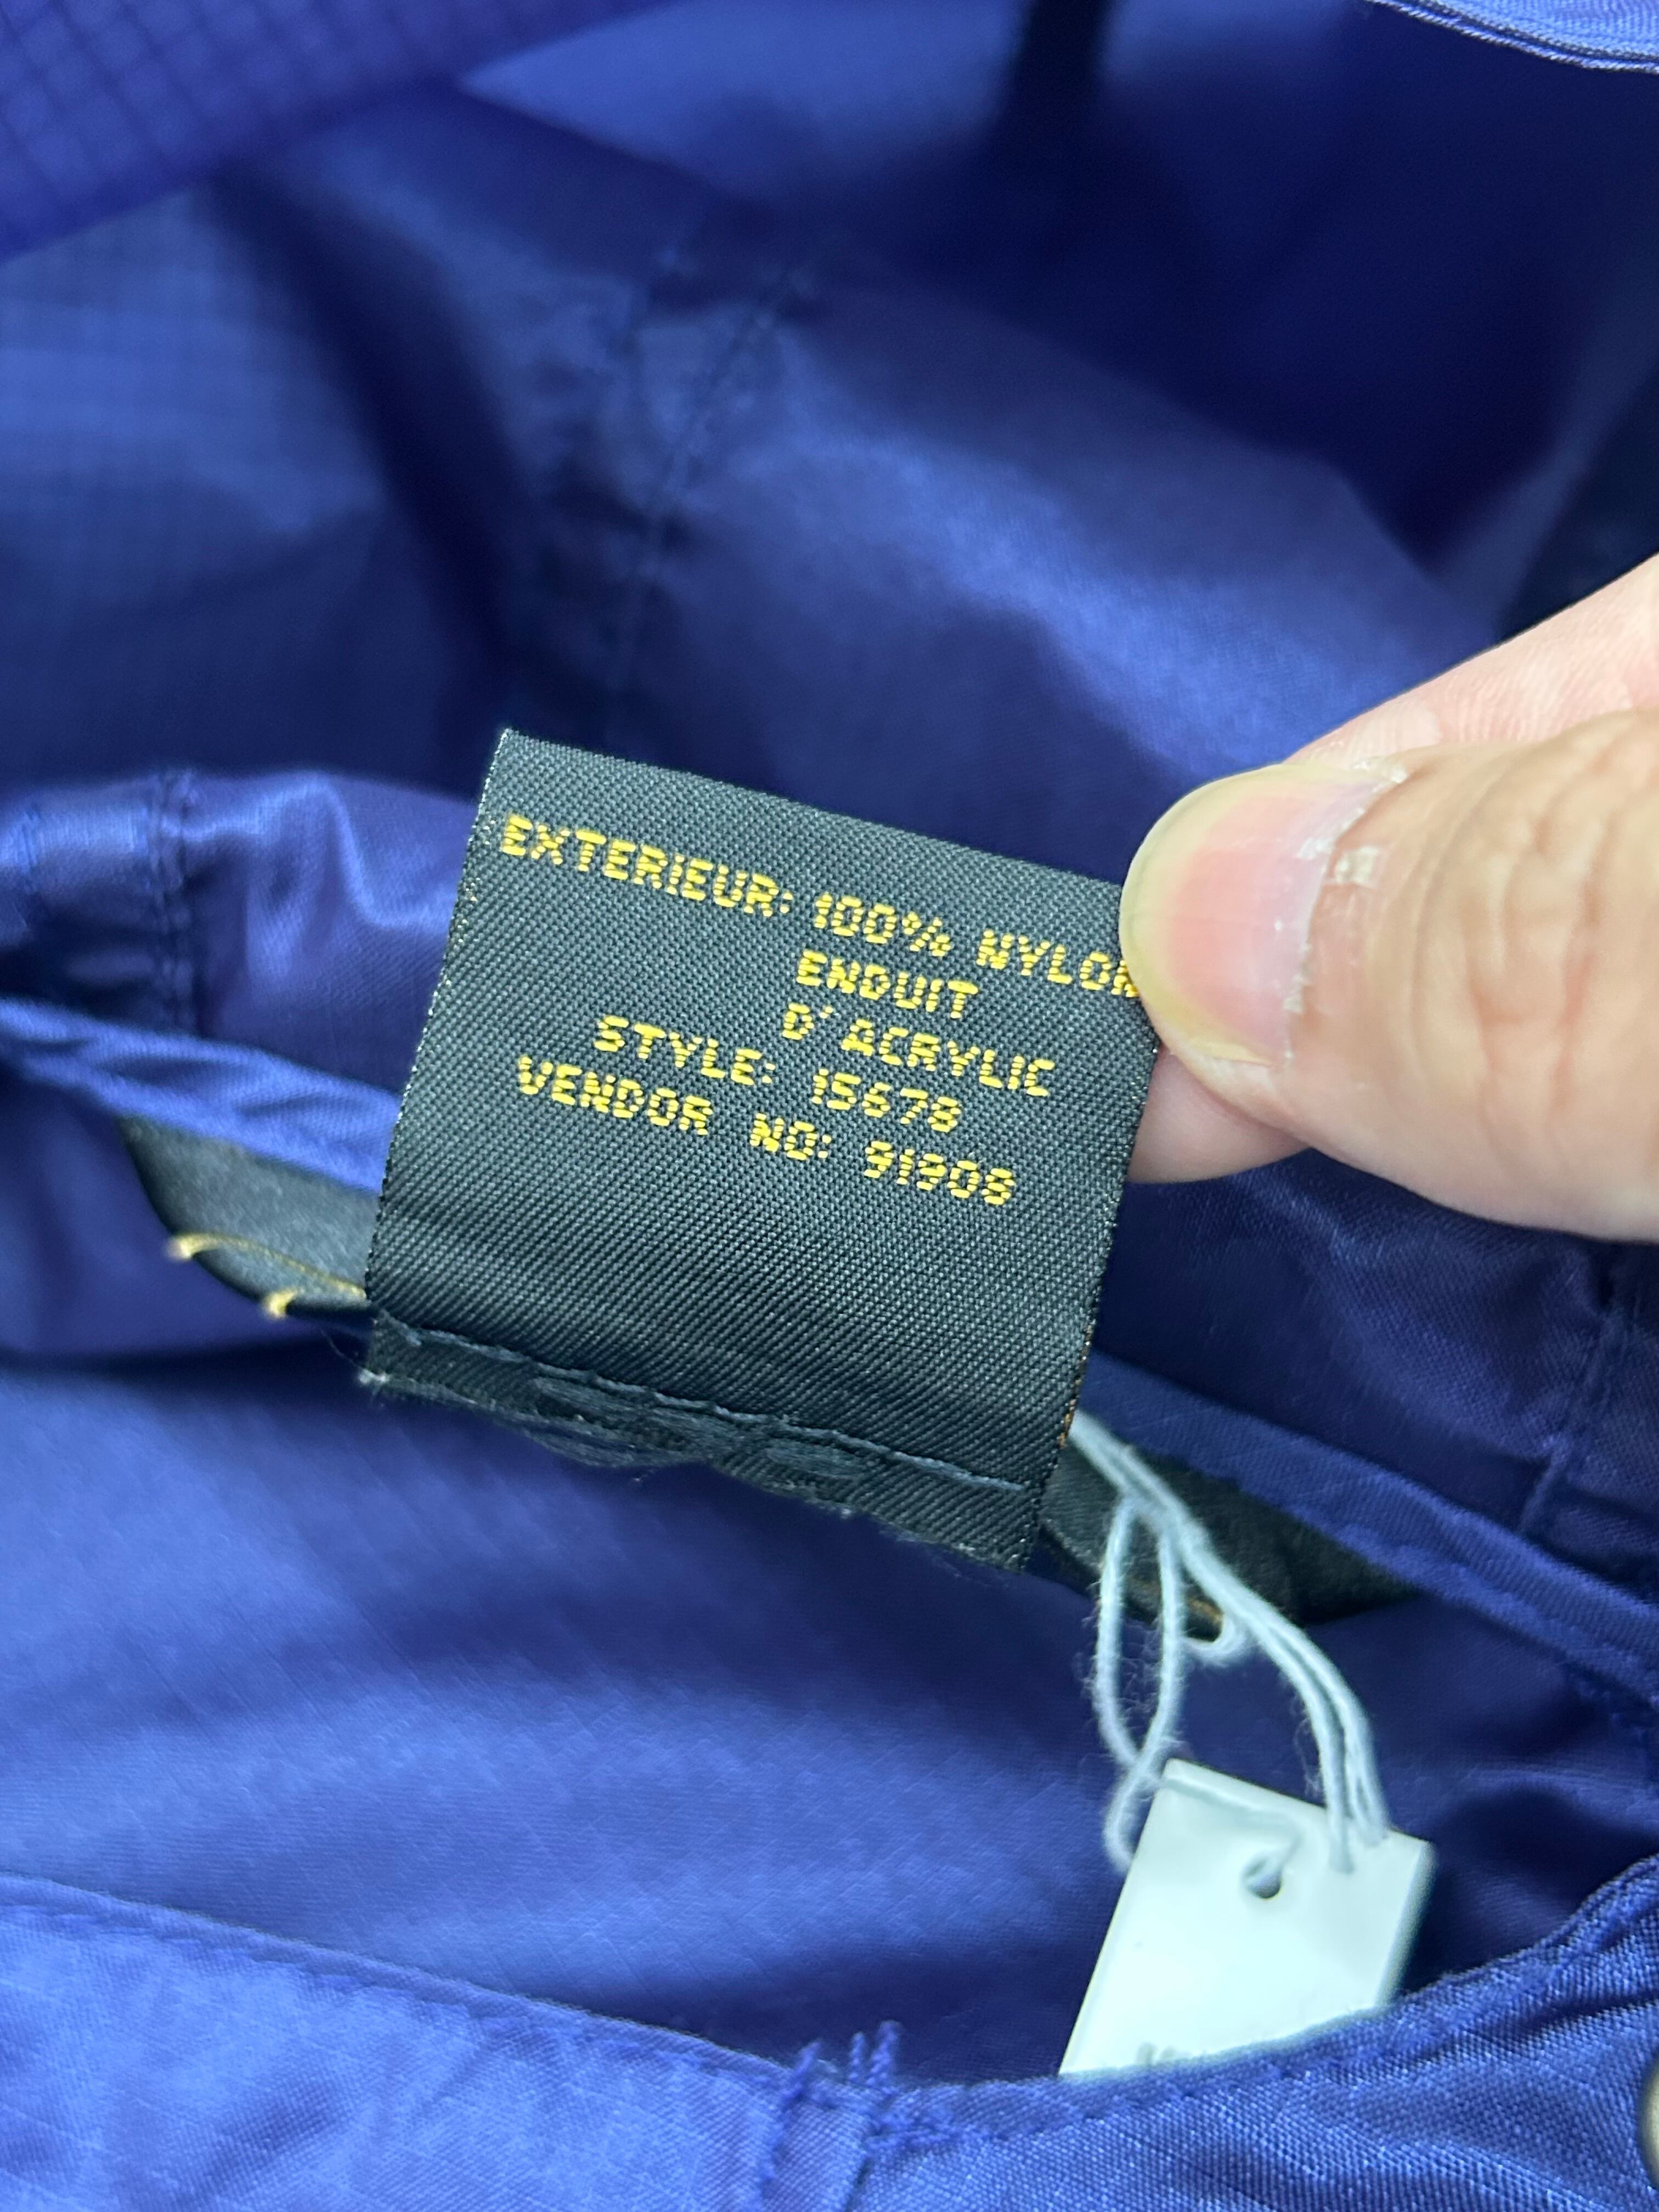 EXTERIEUR: 100% NYLON
ENDUIT
D'ACRYLIC
STYLE: 15678
VENDOR NO: 91908